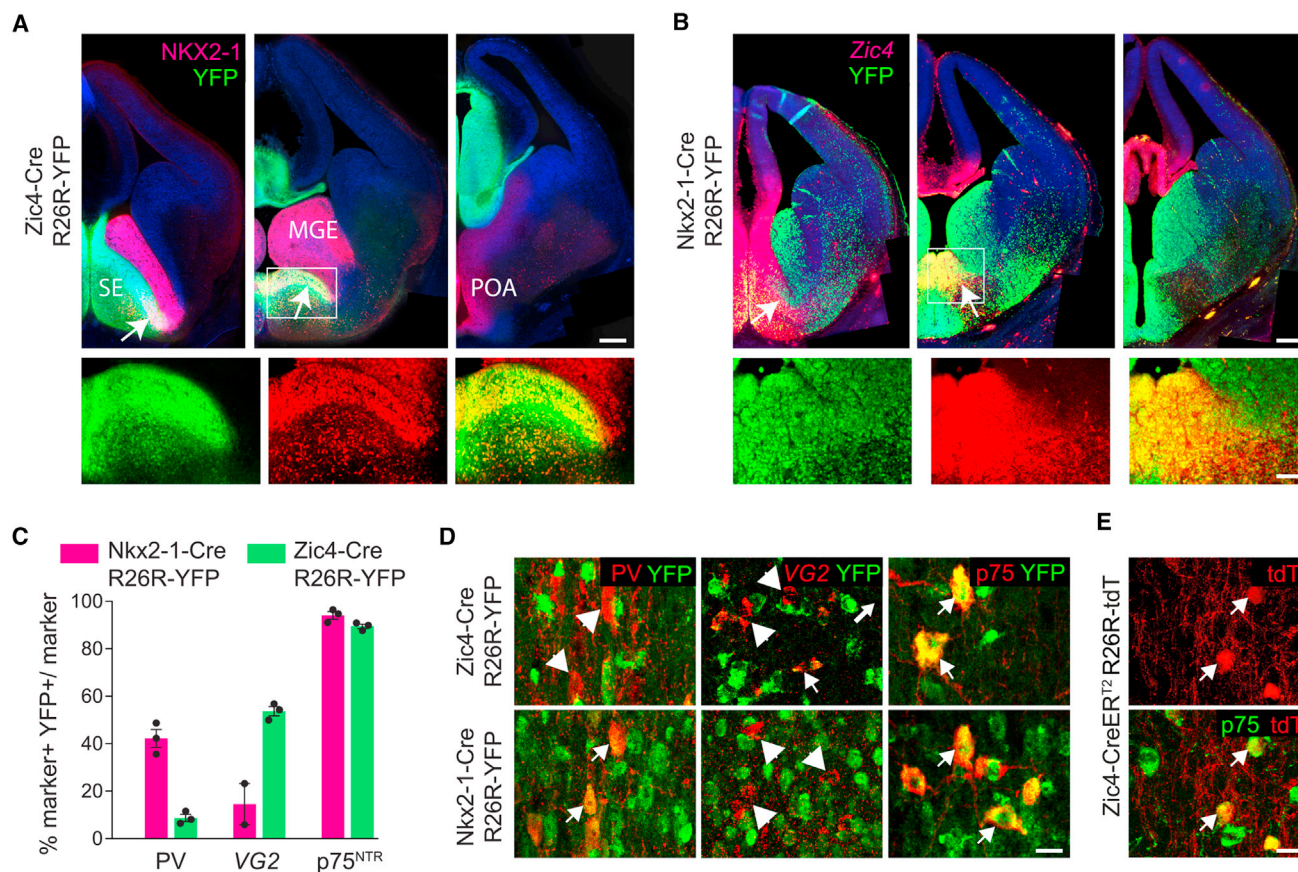 A
NKX2-1
YFP
Zic4-Cre
R26R-YFP
SE
MGE
POA
B
Zic4
YFP
Nkx2-1-Cre
R26R-YFP
C
Nkx2-1-Cre
R26R-YFP
Zic4-Cre
R26R-YFP
% marker+ YFP+/ marker
100
80
60
40
20
0
PV
VG2
p75NTR
D
PV YFP
VG2 YFP
p75 YFP
Zic4-Cre
R26R-YFP
Nkx2-1-Cre
R26R-YFP
E
tdT
p75 tdT
Zic4-CreERT2 R26R-tdT